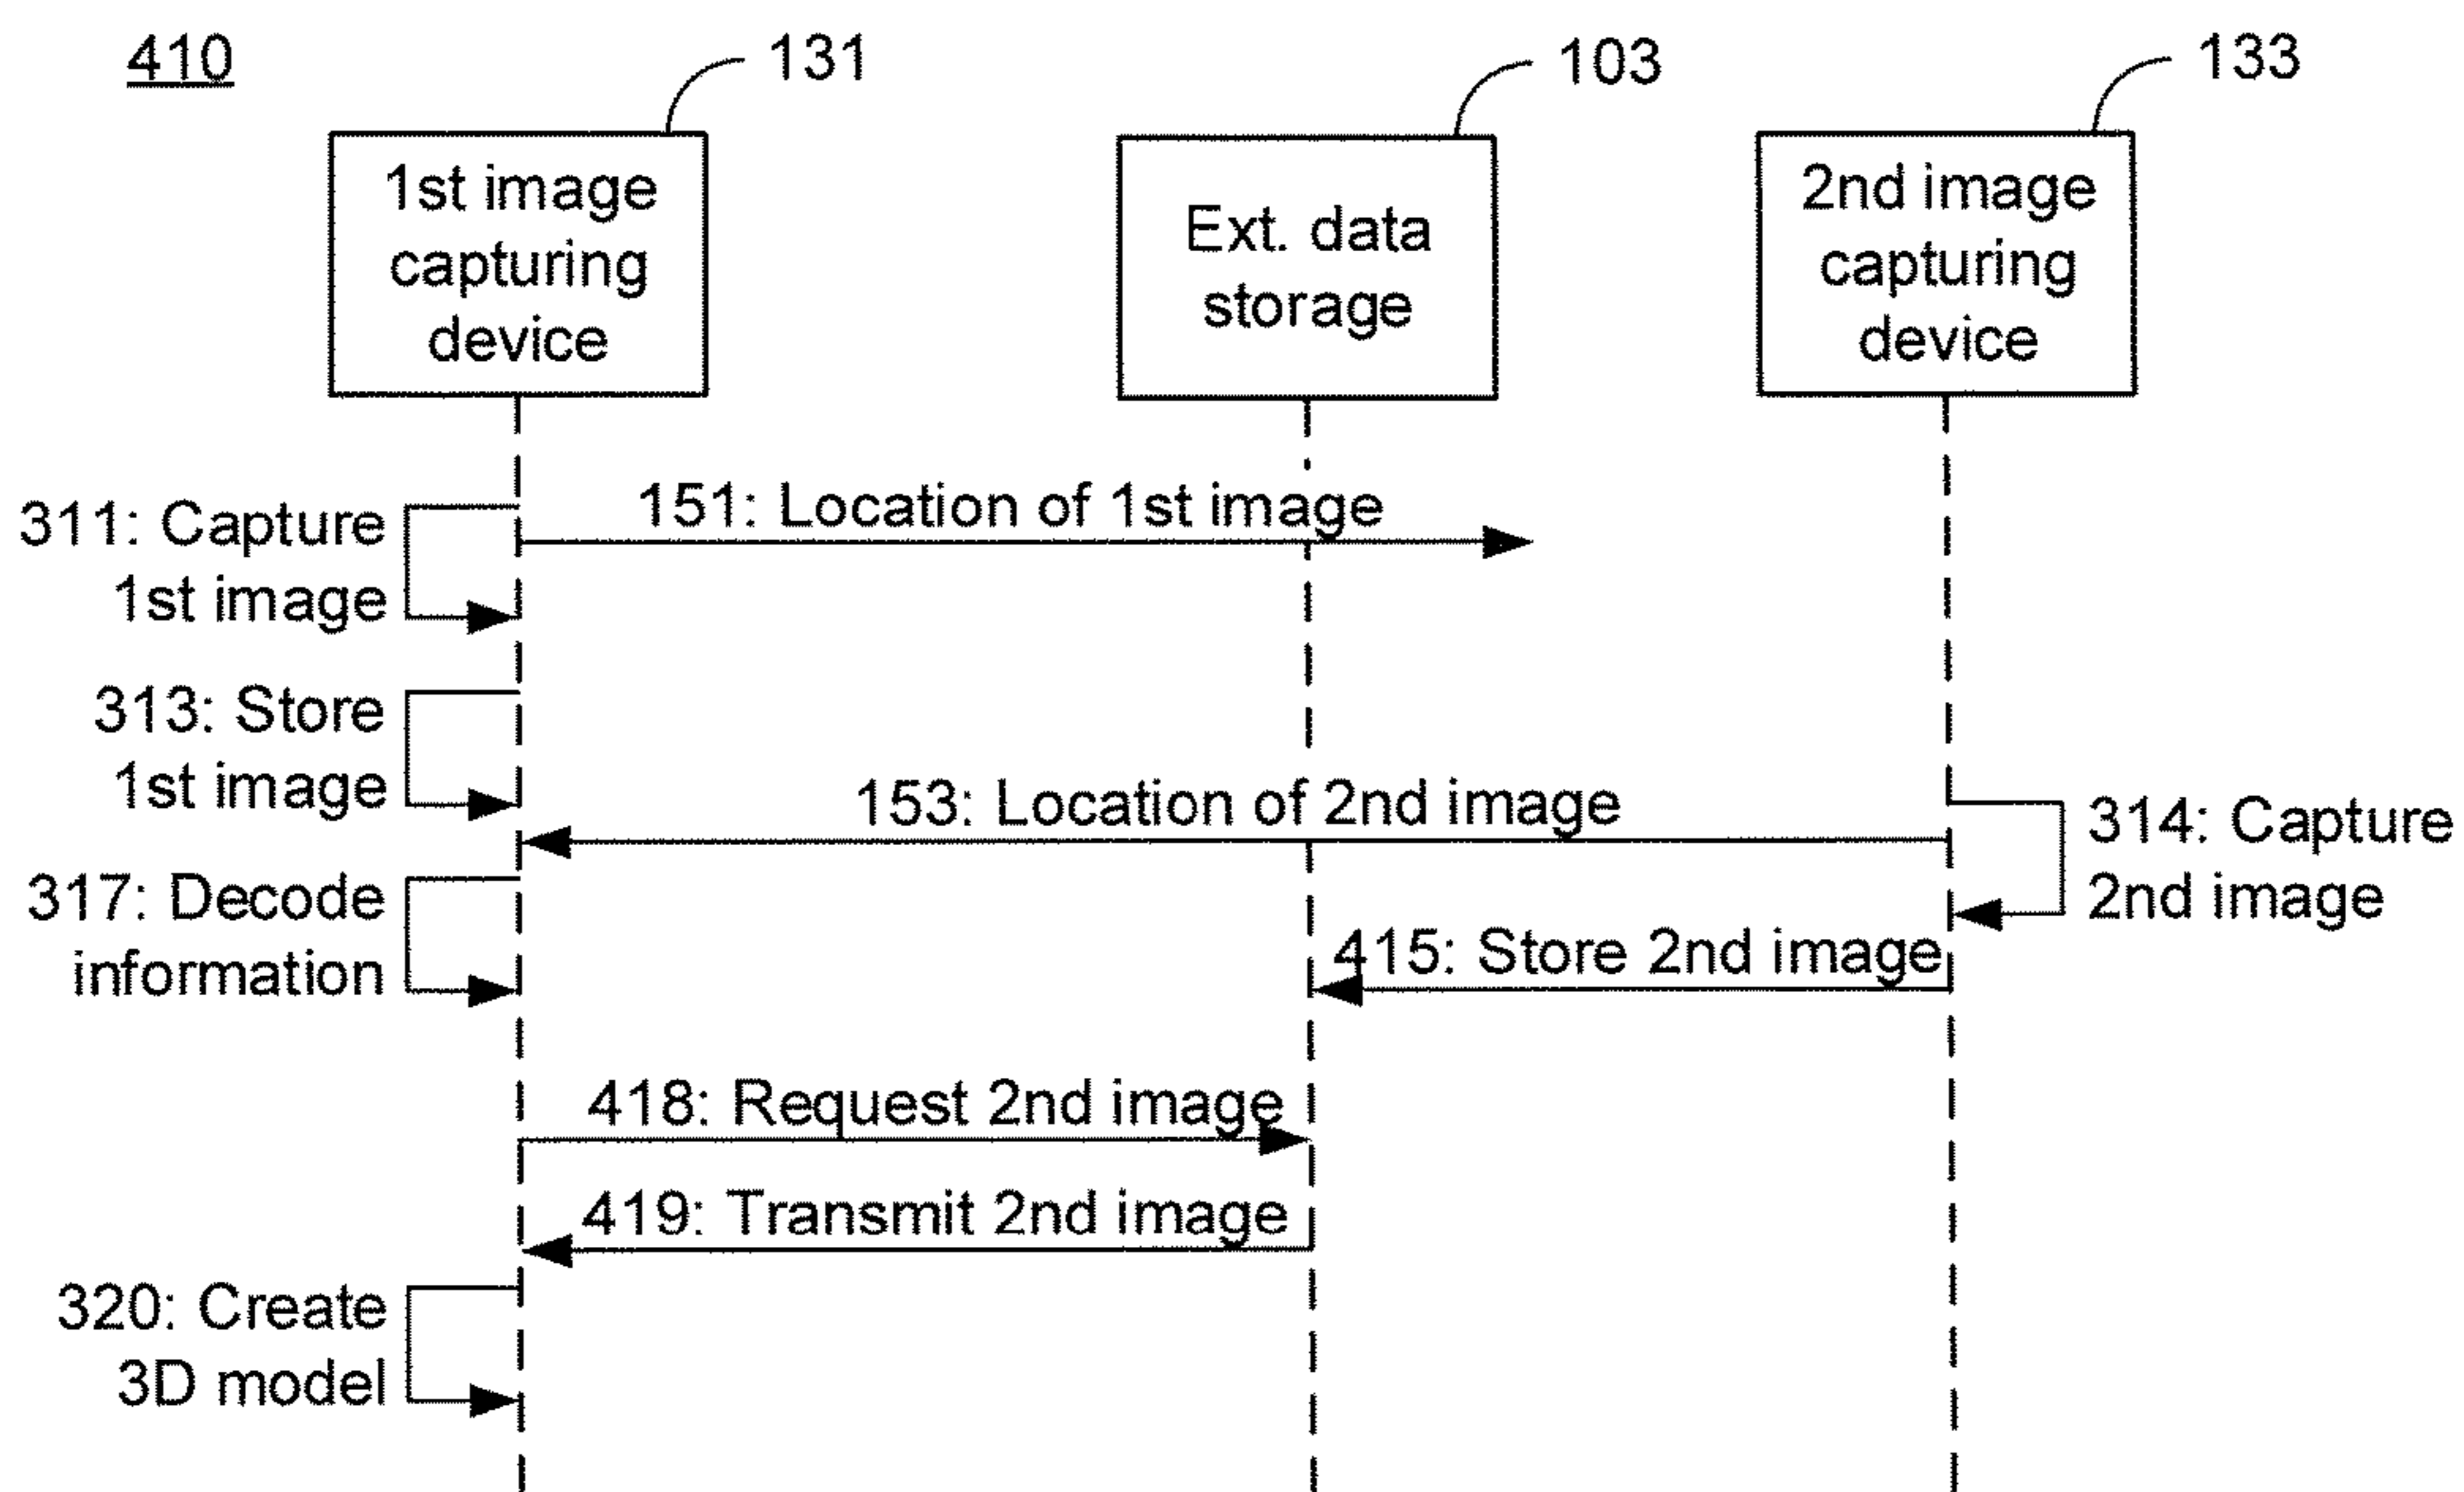 410
131
103
133
1st image
capturing
device
Ext. data
storage
2nd image
capturing
device
311: Capture
1st image
151: Location of 1st image
313: Store
1st image
153: Location of 2nd image
314: Capture
2nd image
317: Decode
information
415: Store 2nd image
418: Request 2nd image
419: Transmit 2nd image
320: Create
3D model